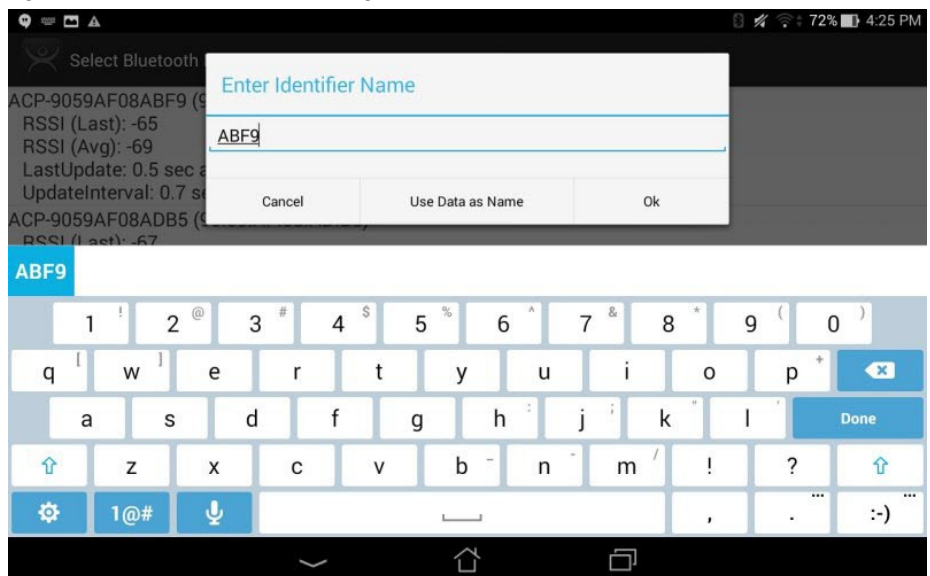 72% 4:25 PM
Select Bluetooth
Enter Identifier Name
ACP-9059AF08ABF9 (9
RSSI (Last): -65
ABF9
RSSI (Avg): -69
LastUpdate: 0.5 sec a
UpdateInterval: 0.7 se
Cancel Use Data as Name Ok
ACP-9059AF08ADB5 (
RSSI (Last): -67
ABF9
1 ! 2 @ 3 # 4 $ 5 % 6 ^ 7 & 8 * 9 ( 0 )
q [ w ] e r t y u i o p +
a s d f g h : j ; k " l ' Done
z x c v b - n - m / ! ?
1@# , . ... :-) ...